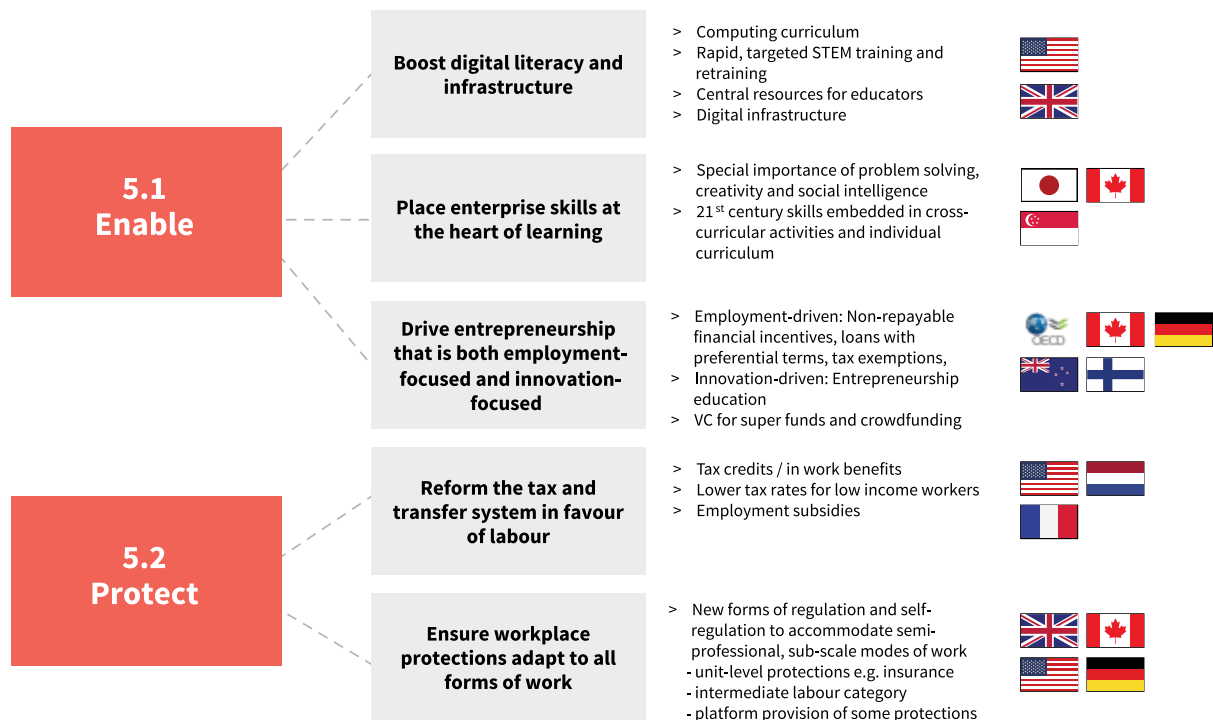 Boost digital literacy and
infrastructure
> Computing curriculum
> Rapid, targeted STEM training and
retraining
> Central resources for educators
> Digital infrastructure
5.1
Enable
Place enterprise skills at
the heart of learning
> Special importance of problem solving,
creativity and social intelligence
> 21st century skills embedded in cross-
curricular activities and individual
curriculum
Drive entrepreneurship
that is both employment-
focused and innovation-
focused
> Employment-driven: Non-repayable
financial incentives, loans with
preferential terms, tax exemptions,
> Innovation-driven: Entrepreneurship
education
> VC for super funds and crowdfunding
OECD
5.2
Protect
Reform the tax and
transfer system in favour
of labour
> Tax credits / in work benefits
> Lower tax rates for low income workers
> Employment subsidies
Ensure workplace
protections adapt to all
forms of work
> New forms of regulation and self-
regulation to accommodate semi-
professional, sub-scale modes of work
- unit-level protections e.g. insurance
- intermediate labour category
- platform provision of some protections